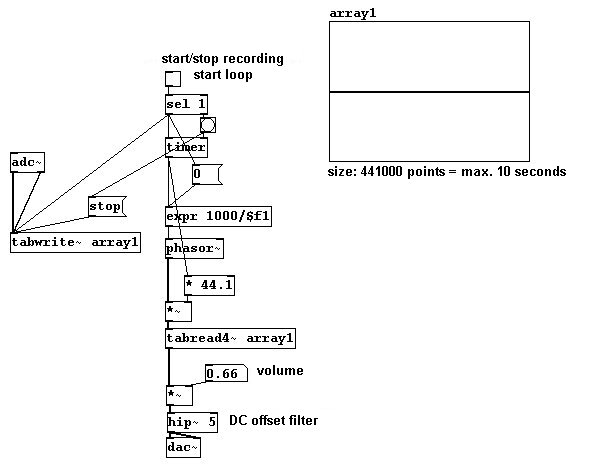 array1
start/stop recording
start loop
sel 1
timer
adc~
0
size: 441000 points = max. 10 seconds
stop
expr 1000/$f1
tabwrite~ array1
phasor~
* 44.1
*~
tabread4~ array1
0.66
volume
*~
hip~ 5
DC offset filter
dac~